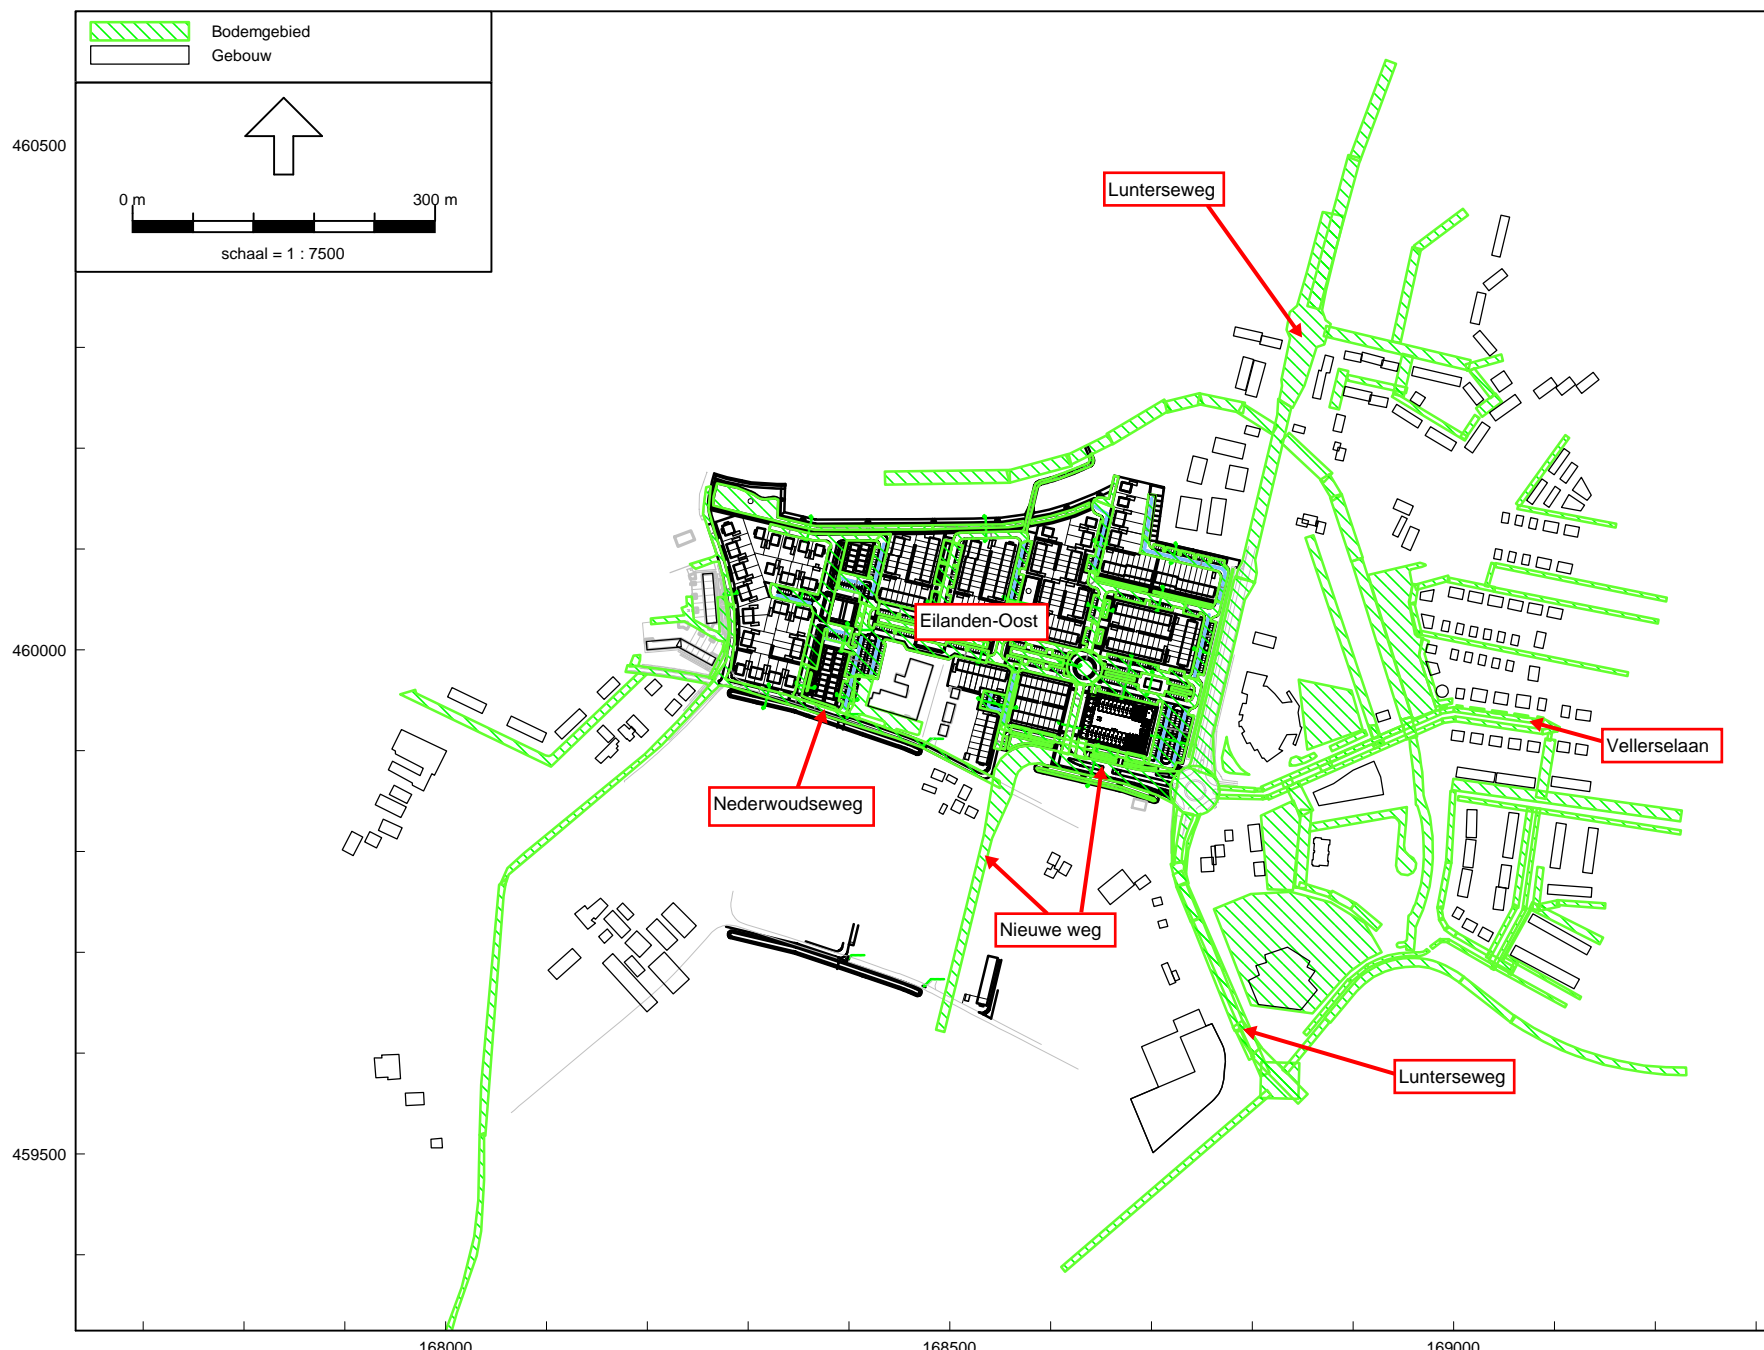 Bodemgebied
Gebouw
0 m 300 m
schaal = 1 : 7500
460500
Lunterseweg
Eilanden-Oost
460000
Vellerselaan
Nederwoudseweg
Nieuwe weg
Lunterseweg
459500
168000 168500 169000